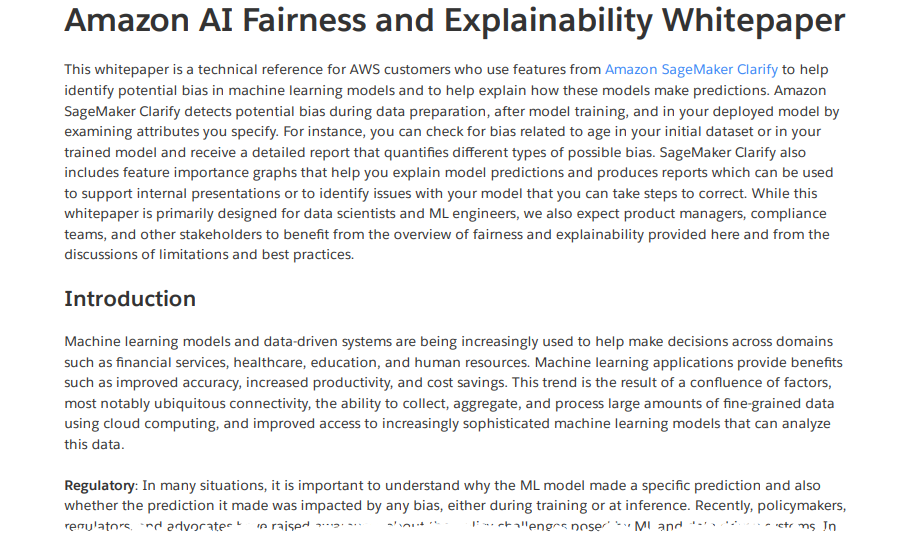 Amazon AI Fairness and Explainability Whitepaper
This whitepaper is a technical reference for AWS customers who use features from Amazon SageMaker Clarify to help
identify potential bias in machine learning models and to help explain how these models make predictions. Amazon
SageMaker Clarify detects potential bias during data preparation, after model training, and in your deployed model by
examining attributes you specify. For instance, you can check for bias related to age in your initial dataset or in your
trained model and receive a detailed report that quantifies different types of possible bias. SageMaker Clarify also
includes feature importance graphs that help you explain model predictions and produces reports which can be used
to support internal presentations or to identify issues with your model that you can take steps to correct. While this
whitepaper is primarily designed for data scientists and ML engineers, we also expect product managers, compliance
teams, and other stakeholders to benefit from the overview of fairness and explainability provided here and from the
discussions of limitations and best practices.
Introduction
Machine learning models and data-driven systems are being increasingly used to help make decisions across domains
such as financial services, healthcare, education, and human resources. Machine learning applications provide benefits
such as improved accuracy, increased productivity, and cost savings. This trend is the result of a confluence of factors,
most notably ubiquitous connectivity, the ability to collect, aggregate, and process large amounts of fine-grained data
using cloud computing, and improved access to increasingly sophisticated machine learning models that can analyze
this data.
Regulatory: In many situations, it is important to understand why the ML model made a specific prediction and also
whether the prediction it made was impacted by any bias, either during training or at inference. Recently, policymakers,
regulators, and advocates have raised about the challenges posed by ML and systems. In